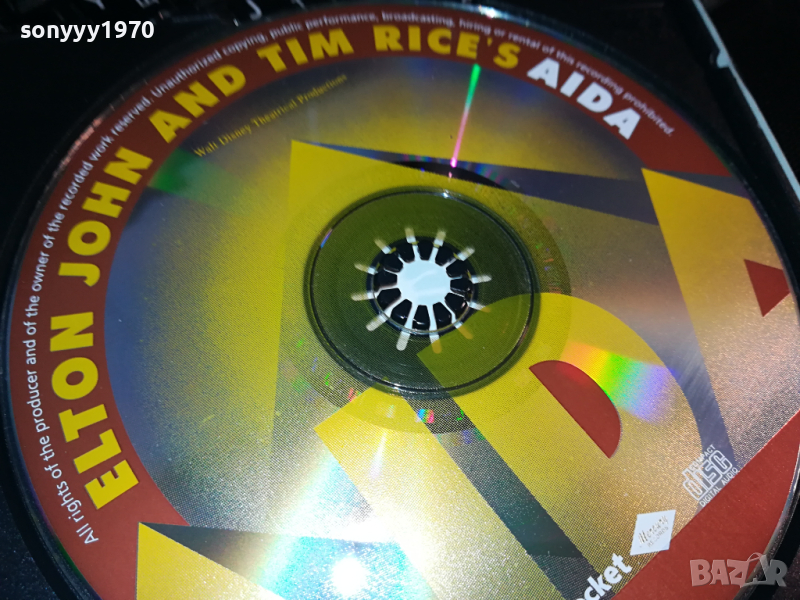 sonyyy1970
All rights of the producer and of the owner of the recorded work reserved. Unauthorized copying, public performance, broadcasting, hiring or rental of this recording prohibited.
ELTON JOHN AND TIM RICE'S AIDA
Walt Disney Theatrical Productions
COMPACT
disc
DIGITAL AUDIO
ocket
BAZAR